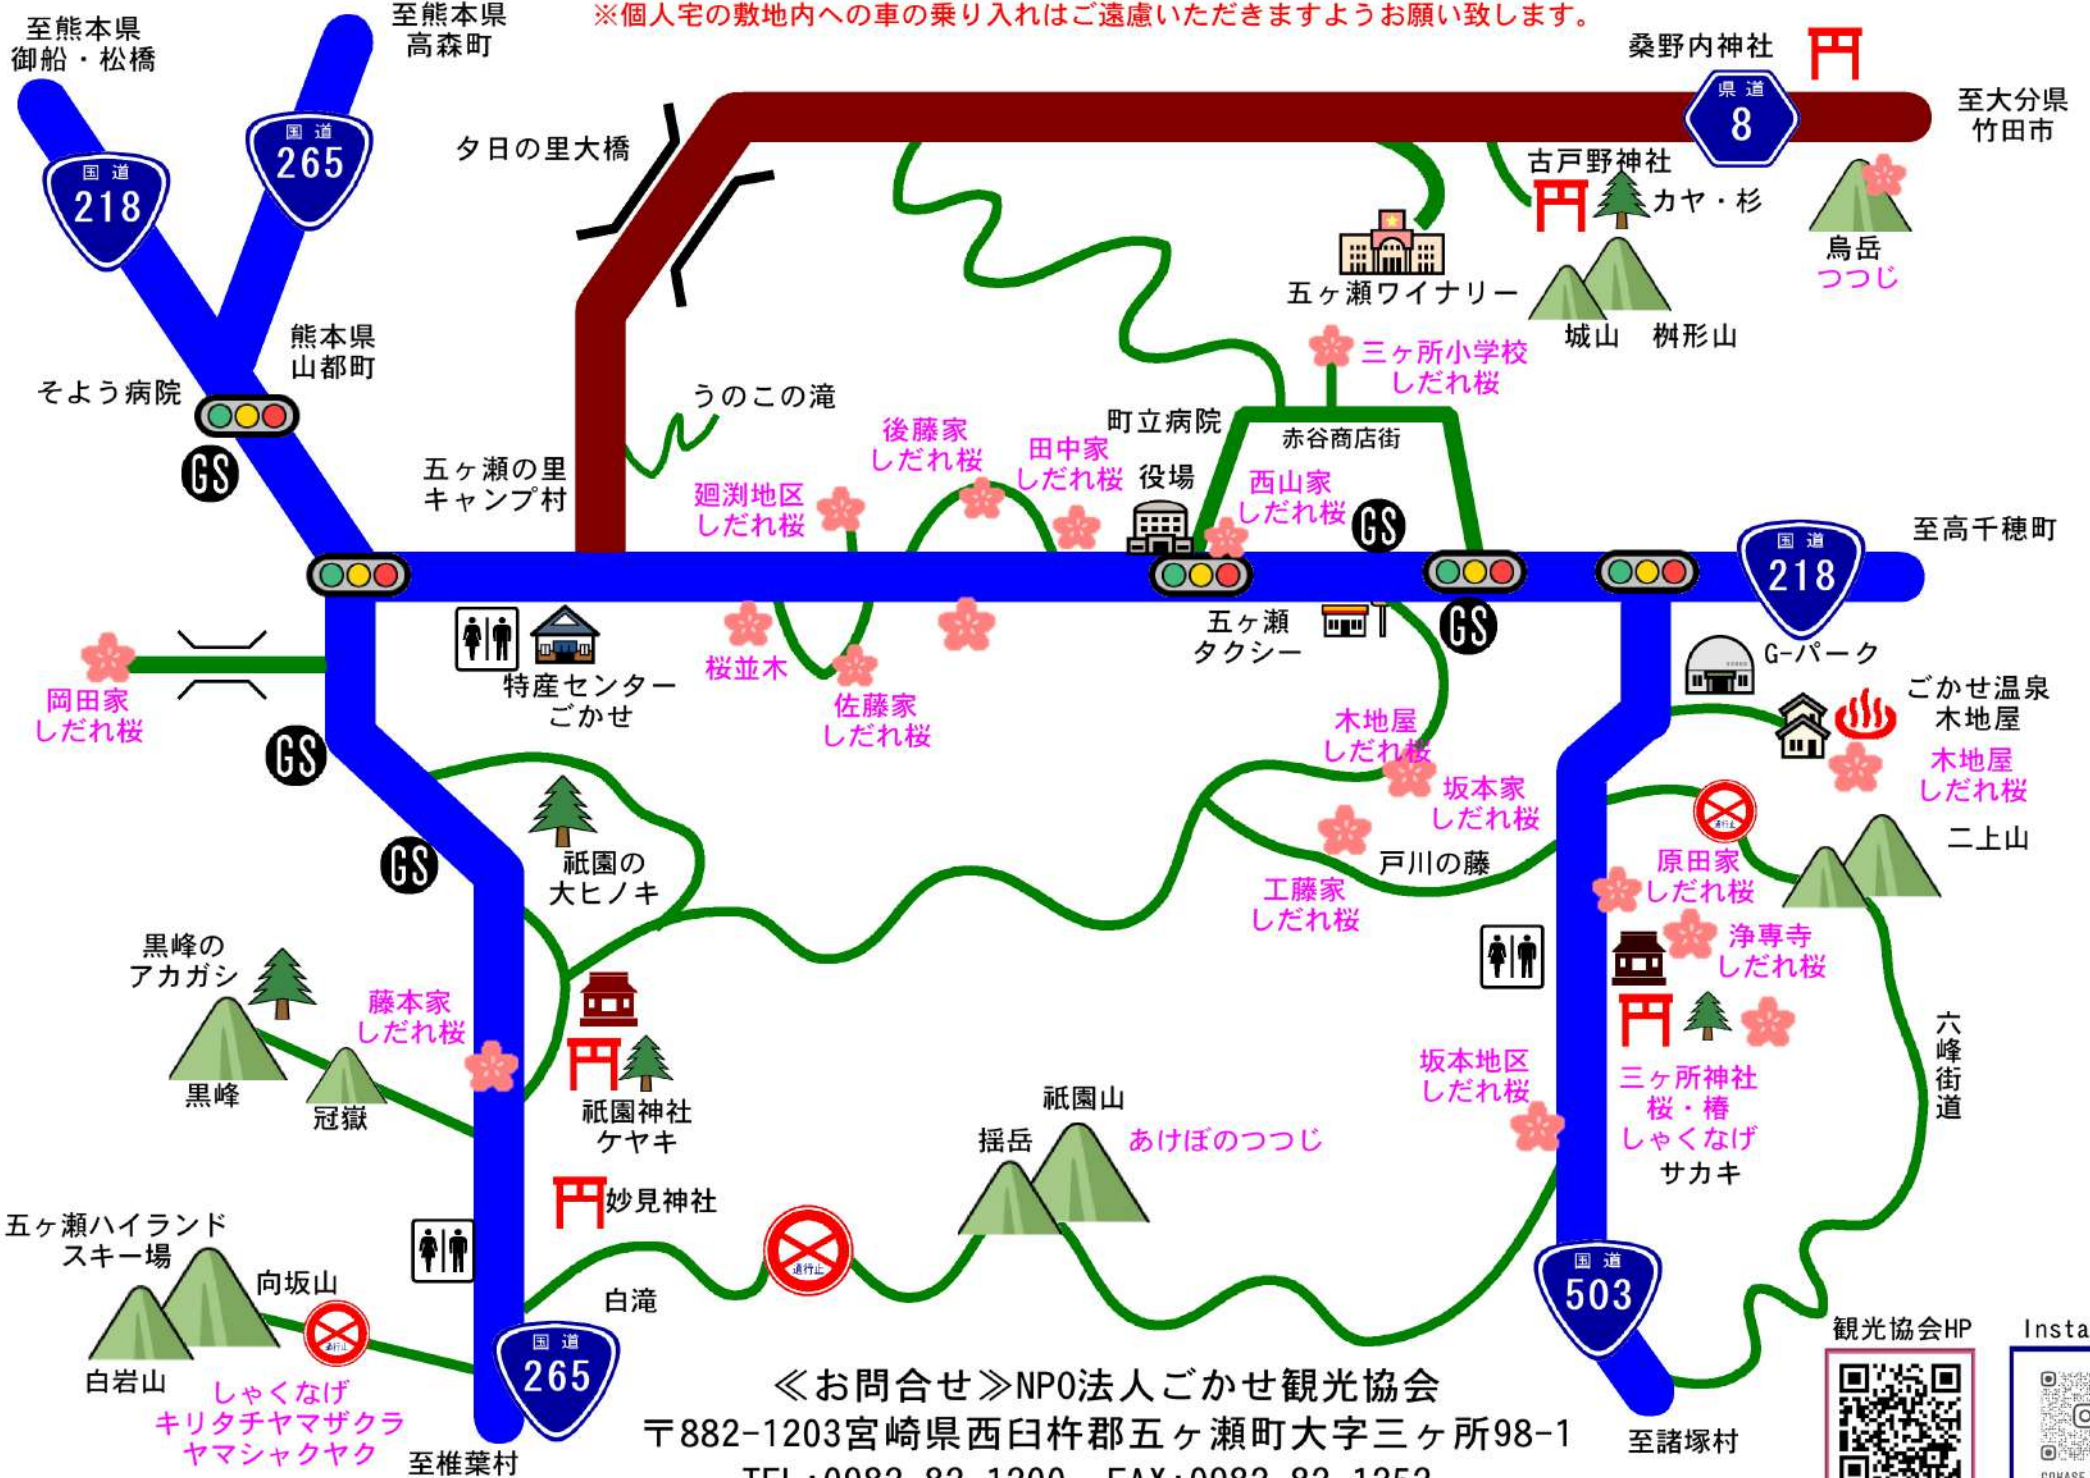 ※個人宅の敷地内への車の乗り入れはご遠慮いただきますようお願い致します。
至熊本県
御船・松橋
至熊本県
高森町
国道
218
国道
265
夕日の里大橋
桑野内神社
県道
8
至大分県
竹田市
古戸野神社
カヤ・杉
烏岳
つつじ
五ヶ瀬ワイナリー
城山
桝形山
熊本県
山都町
そよう病院
GS
うのこの滝
五ヶ瀬の里
キャンプ村
廻渕地区
しだれ桜
後藤家
しだれ桜
田中家
しだれ桜
町立病院
役場
三ヶ所小学校
しだれ桜
赤谷商店街
西山家
しだれ桜
GS
国道
218
至高千穂町
岡田家
しだれ桜
特産センター
ごかせ
桜並木
佐藤家
しだれ桜
五ヶ瀬
タクシー
GS
G-パーク
ごかせ温泉
木地屋
木地屋
しだれ桜
GS
GS
祇園の
大ヒノキ
木地屋
しだれ桜
坂本家
しだれ桜
工藤家
しだれ桜
戸川の藤
通行止
二上山
原田家
しだれ桜
浄専寺
しだれ桜
三ヶ所神社
桜・椿
しゃくなげ
サカキ
六峰街道
坂本地区
しだれ桜
黒峰の
アカガシ
黒峰
冠嶽
藤本家
しだれ桜
祇園神社
ケヤキ
妙見神社
祇園山
揺岳
あけぼのつつじ
通行止
白滝
五ヶ瀬ハイランド
スキー場
向坂山
通行止
白岩山
しゃくなげ
キリタチヤマザクラ
ヤマシャクヤク
国道
265
至椎葉村
国道
503
至諸塚村
≪お問合せ≫NPO法人ごかせ観光協会
〒882-1203宮崎県西臼杵郡五ヶ瀬町大字三ヶ所98-1
TEL:0982-82-1200 FAX:0982-82-1352
観光協会HP
Insta